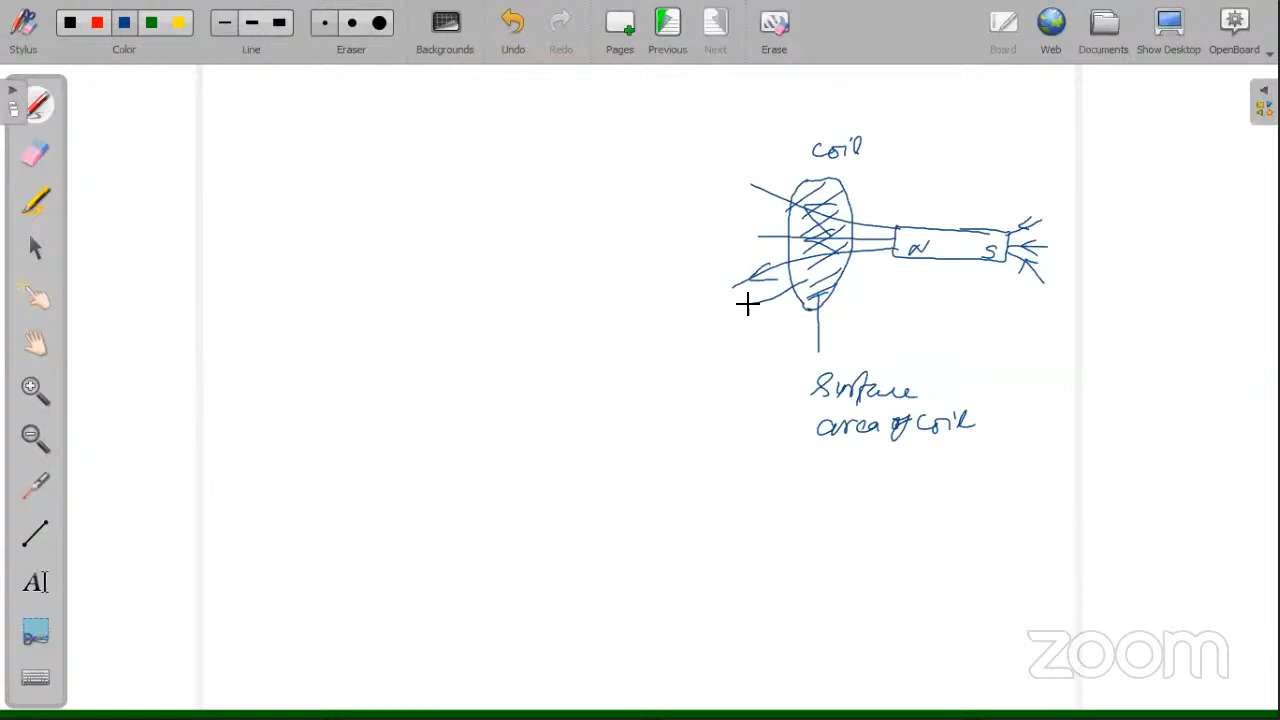 Stylus Color Line Eraser Backgrounds Undo Redo Pages Previous Next Erase Board Web Documents Show Desktop OpenBoard
coil
N S
Surface
area of coil
AI
zoom